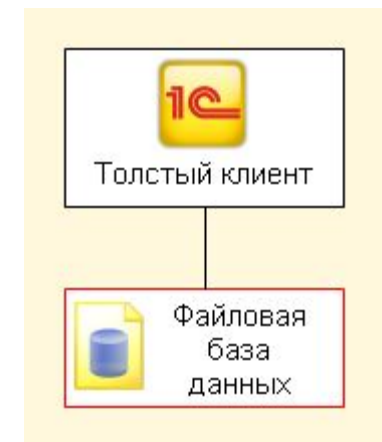 1С
Толстый клиент
Файловая
база
данных